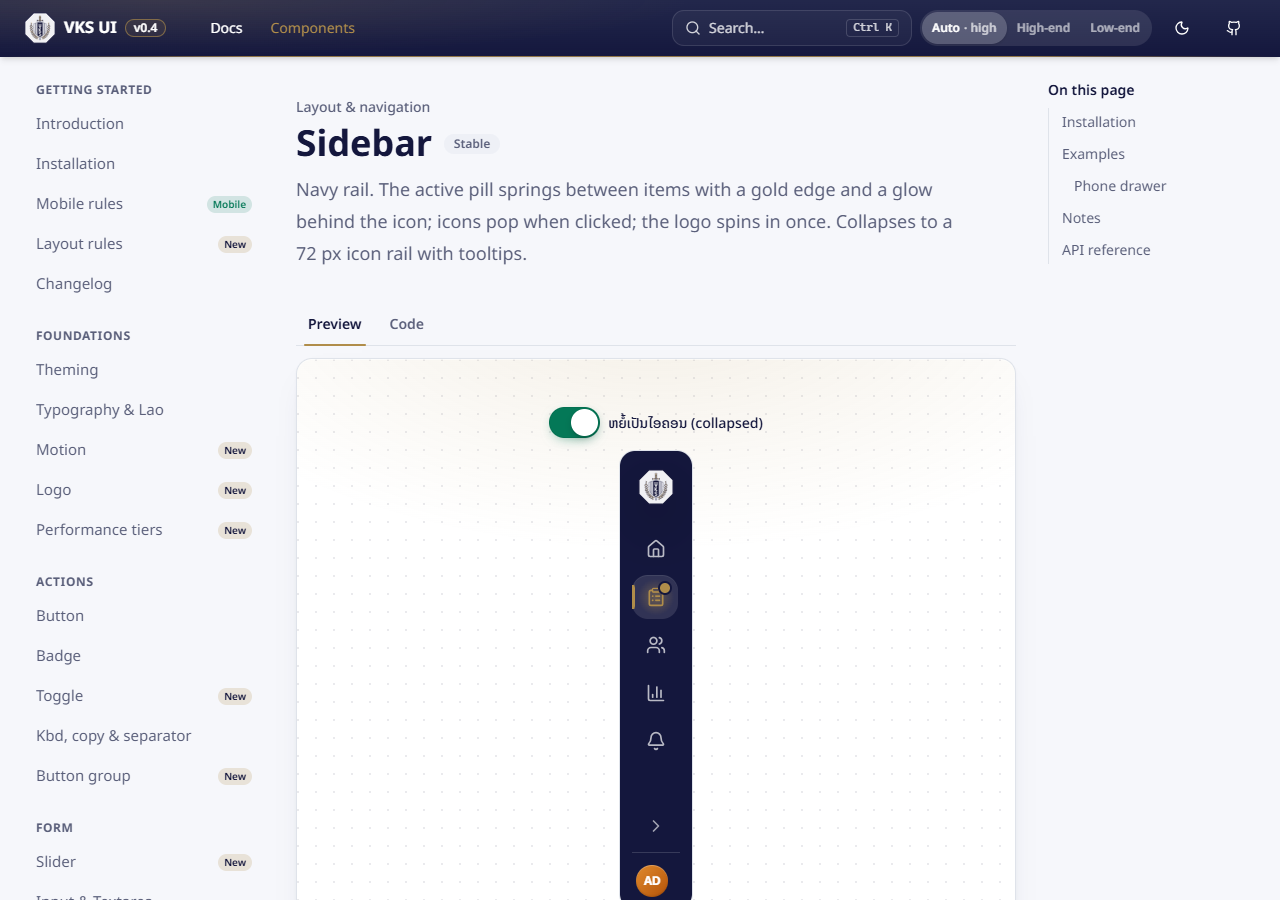 VKS UI v0.4 Docs Components Search... Ctrl K Auto · high High-end Low-end
GETTING STARTED
Introduction
Installation
Mobile rules Mobile
Layout rules New
Changelog
FOUNDATIONS
Theming
Typography & Lao
Motion New
Logo New
Performance tiers New
ACTIONS
Button
Badge
Toggle New
Kbd, copy & separator
Button group New
FORM
Slider New
Layout & navigation
Sidebar Stable
Navy rail. The active pill springs between items with a gold edge and a glow
behind the icon; icons pop when clicked; the logo spins in once. Collapses to a
72 px icon rail with tooltips.
Preview Code
ຫຍໍ້ເປັນໄອຄອນ (collapsed)
AD
On this page
Installation
Examples
Phone drawer
Notes
API reference